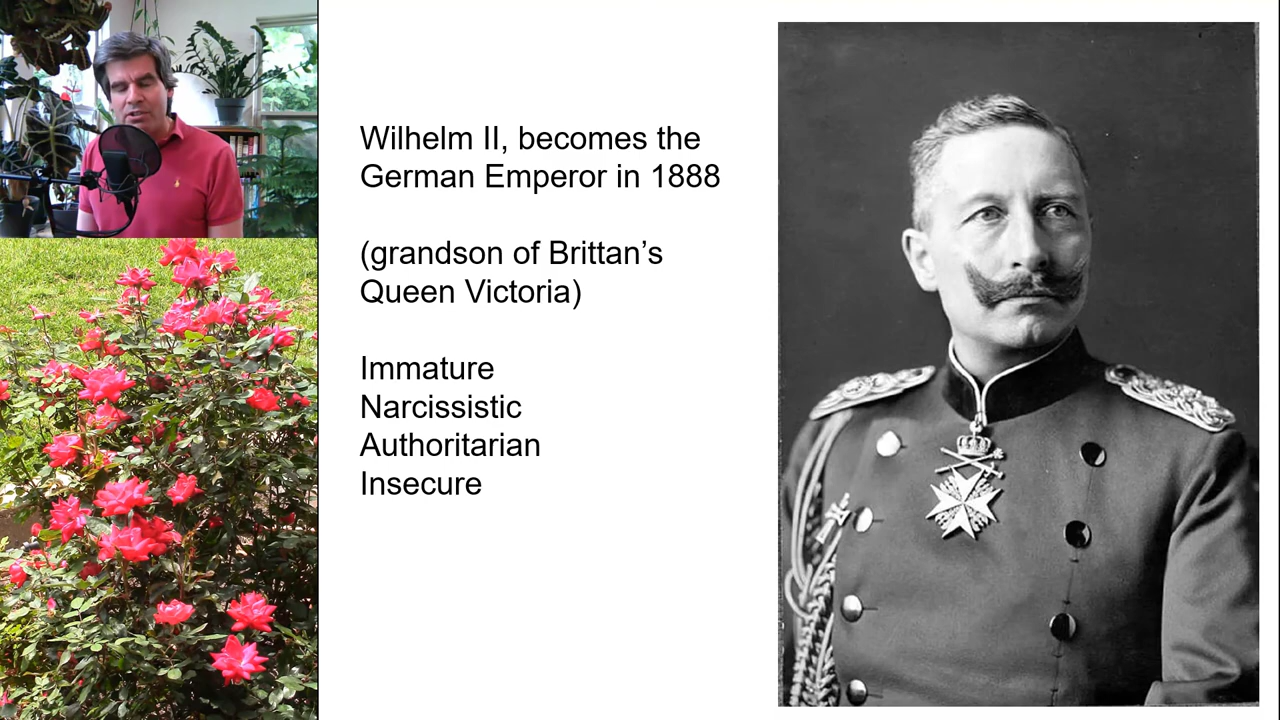 Wilhelm II, becomes the
German Emperor in 1888
(grandson of Brittan’s
Queen Victoria)
Immature
Narcissistic
Authoritarian
Insecure